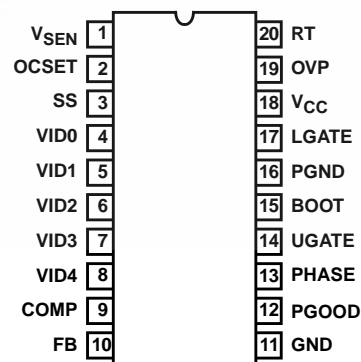 V_SEN 1 20 RT
OCSET 2 19 OVP
SS 3 18 V_CC
VID0 4 17 LGATE
VID1 5 16 PGND
VID2 6 15 BOOT
VID3 7 14 UGATE
VID4 8 13 PHASE
COMP 9 12 PGOOD
FB 10 11 GND